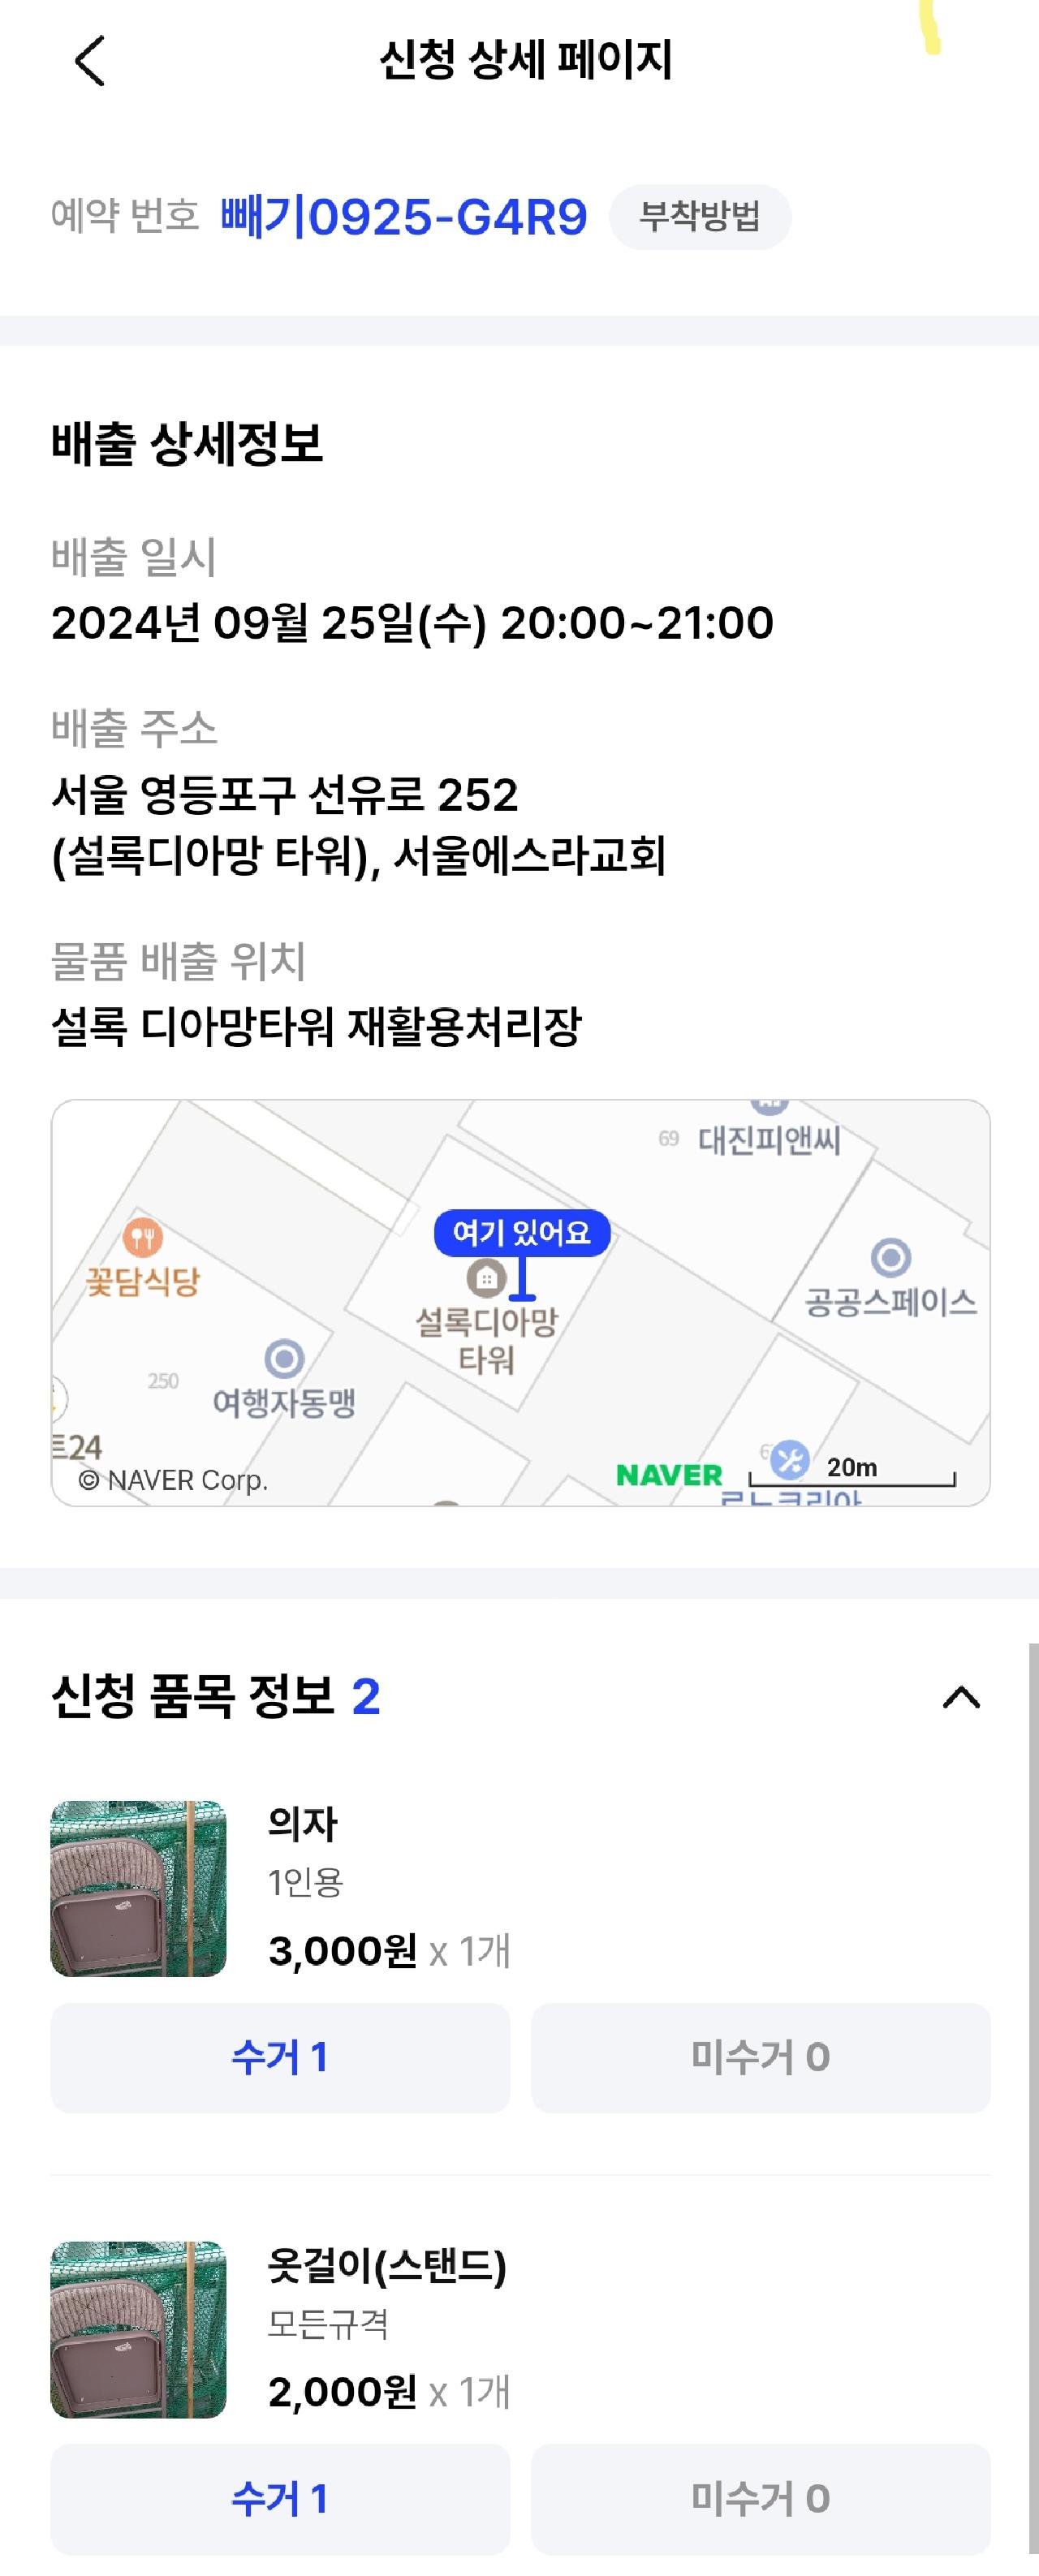 신청 상세 페이지
예약 번호 빼기0925-G4R9 부착방법
배출 상세정보
배출 일시
2024년 09월 25일(수) 20:00~21:00
배출 주소
서울 영등포구 선유로 252
(설록디아망 타워), 서울에스라교회
물품 배출 위치
설록 디아망타워 재활용처리장
69 대진피앤씨
여기 있어요
꽃담식당
공공스페이스
설록디아망
타워
250
여행자동맹
트24
© NAVER Corp.
NAVER
20m
르노코리아
신청 품목 정보 2
의자
1인용
3,000원 x 1개
수거 1 미수거 0
옷걸이(스탠드)
모든규격
2,000원 x 1개
수거 1 미수거 0